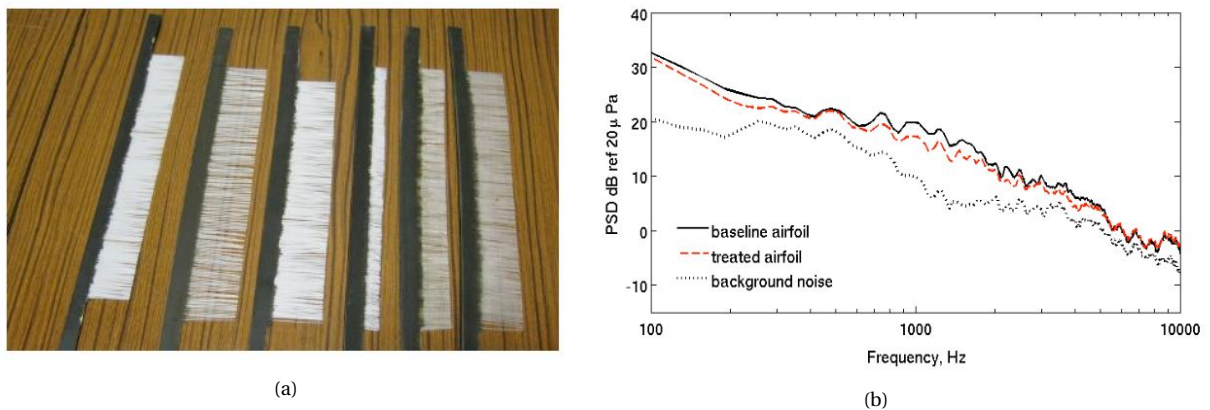 40
30
20
10
0
-10
PSD dB ref 20 μ Pa
baseline airfoil
treated airfoil
background noise
100
1000
10000
Frequency, Hz
(a)
(b)